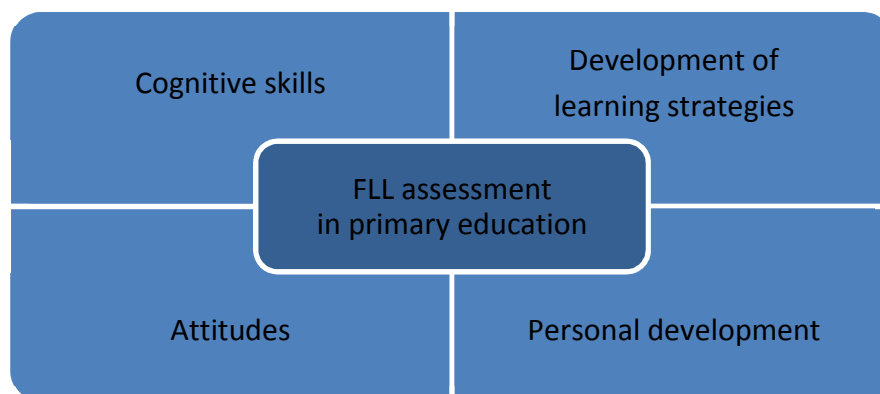 Cognitive skills
Development of
learning strategies
FLL assessment
in primary education
Attitudes
Personal development